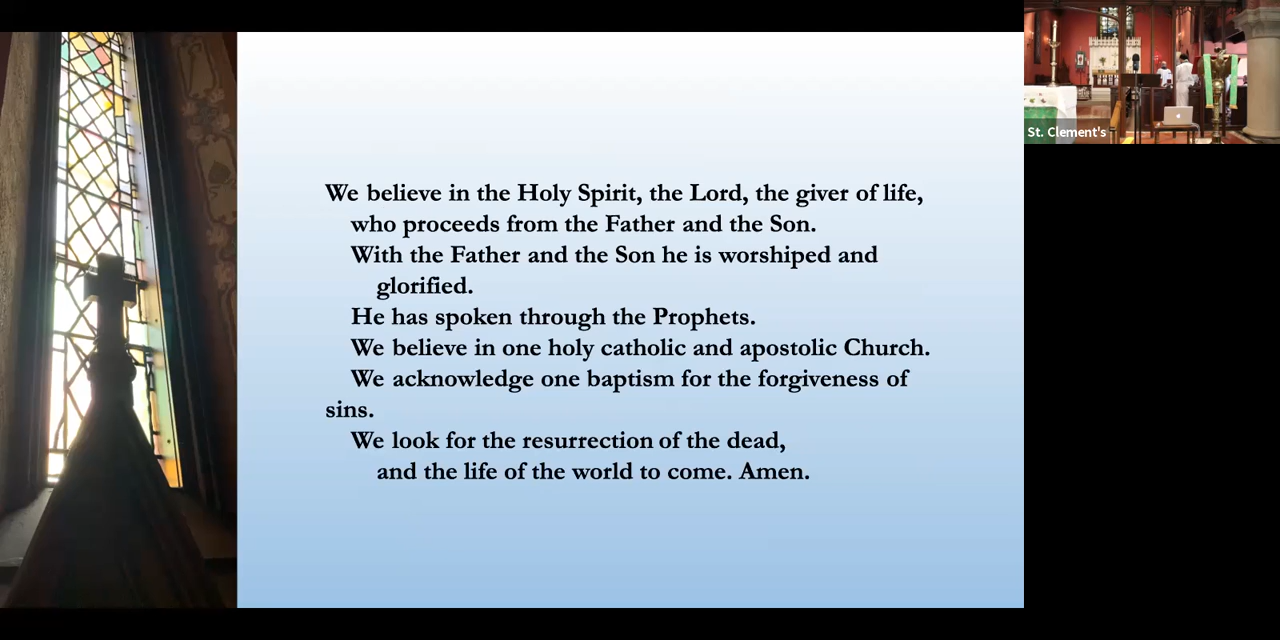 We believe in the Holy Spirit, the Lord, the giver of life,
who proceeds from the Father and the Son.
With the Father and the Son he is worshiped and
glorified.
He has spoken through the Prophets.
We believe in one holy catholic and apostolic Church.
We acknowledge one baptism for the forgiveness of
sins.
We look for the resurrection of the dead,
and the life of the world to come. Amen.
St. Clement's